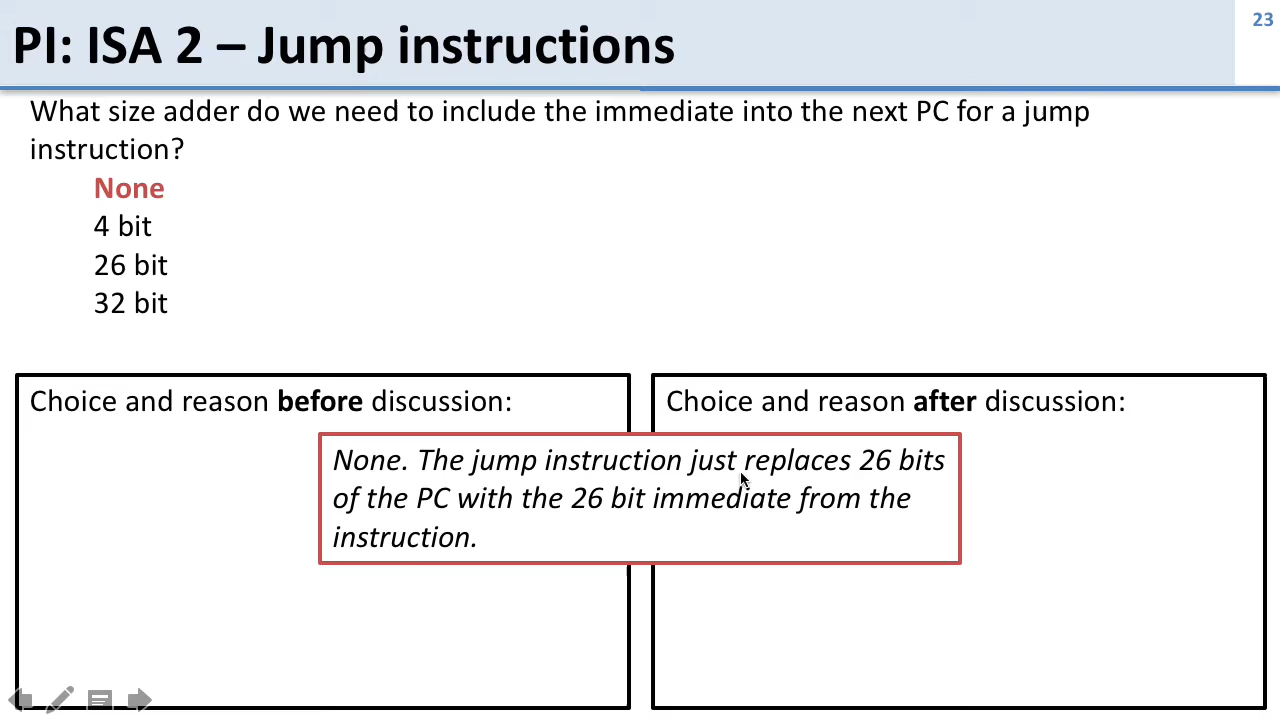 PI: ISA 2 – Jump instructions
23
What size adder do we need to include the immediate into the next PC for a jump
instruction?
None
4 bit
26 bit
32 bit
Choice and reason before discussion:
Choice and reason after discussion:
None. The jump instruction just replaces 26 bits
of the PC with the 26 bit immediate from the
instruction.